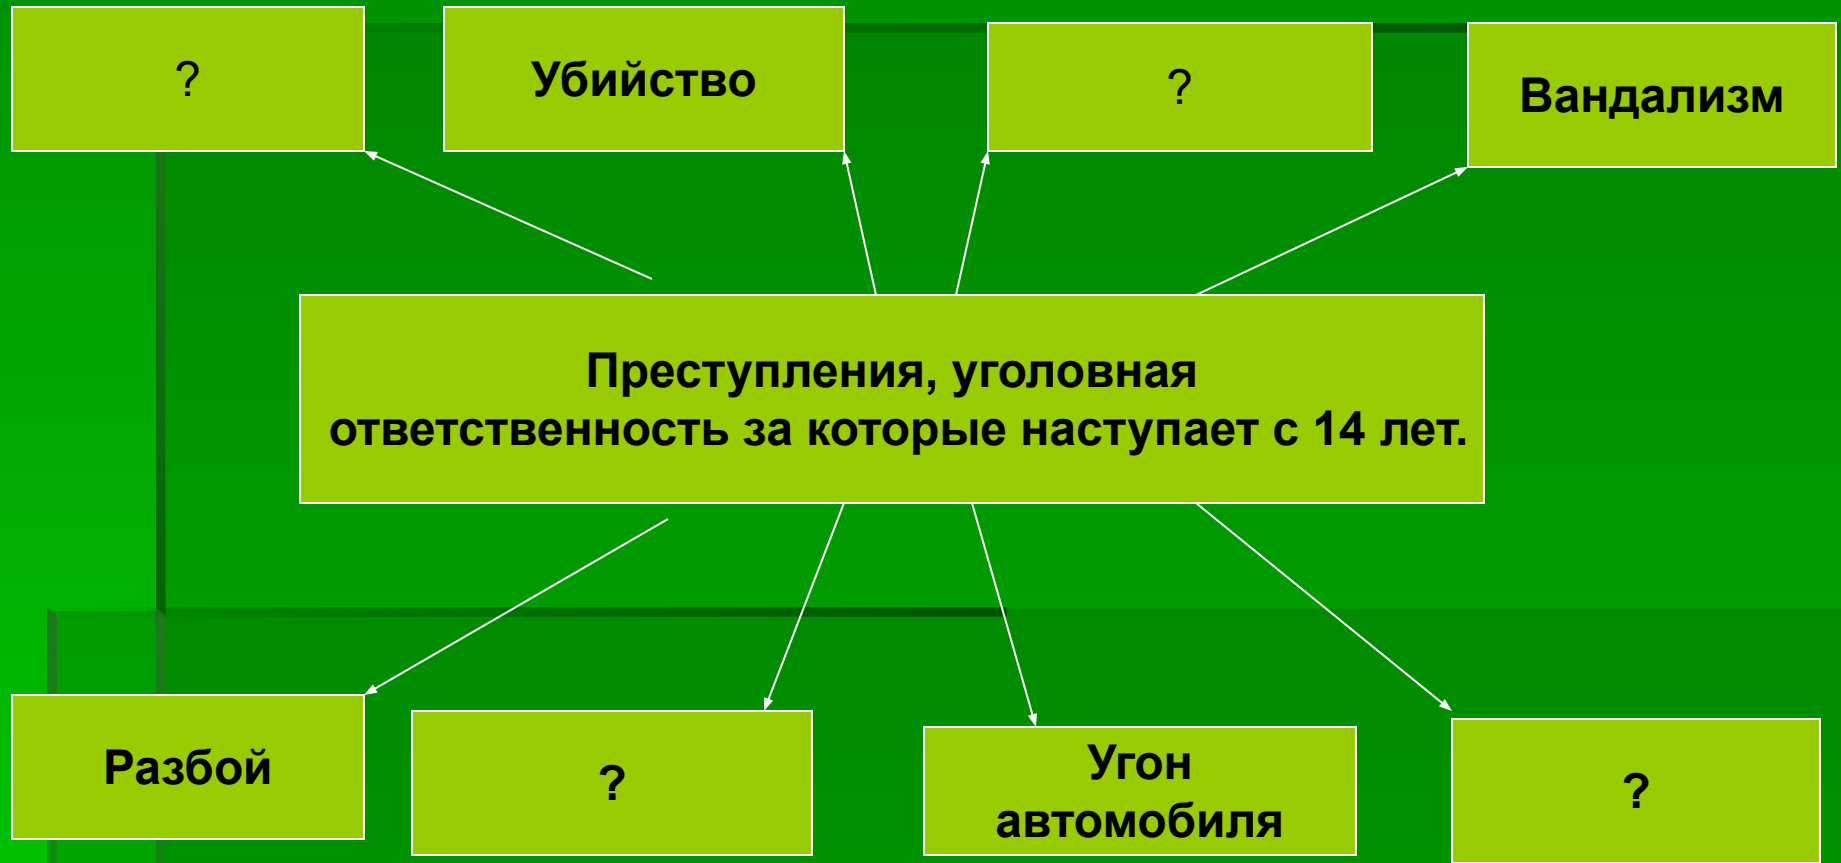 ?
Убийство
?
Вандализм
Преступления, уголовная
ответственность за которые наступает с 14 лет.
Разбой
?
Угон
автомобиля
?